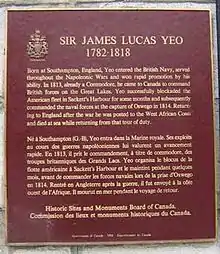 SIR JAMES LUCAS YEO
1782-1818
Born at Southampton, England, Yeo entered the British Navy, served
throughout the Napoleonic Wars and won rapid promotion by his
ability. In 1813, already a Commodore, he came to Canada to command
British forces on the Great Lakes. Yeo successfully blockaded the
American fleet in Sackett's Harbour for some months and subsequently
commanded the naval forces at the capture of Oswego in 1814. Return-
ing to England after the war he was posted to the West African Coast
and died at sea while returning from that tour of duty.
Né à Southampton (G.-B), Yeo entra dans la Marine royale. Ses exploits
au cours des guerres napoléoniennes lui valurent un avancement
rapide. En 1813, il prit le commandement, à titre de commodore, des
troupes britanniques des Grands Lacs. Yeo organisa le blocus de la
flotte américaine à Sackett's Harbour et le maintint pendant quelques
mois, avant de commander les forces navales lors de la prise d'Oswego
en 1814. Rentré en Angleterre après la guerre, il fut envoyé à la côte
ouest de l'Afrique. Il mourut en mer pendant le voyage de retour.
Historic Sites and Monuments Board of Canada.
Commission des lieux et monuments historiques du Canada.
Government of Canada Gouvernement du Canada